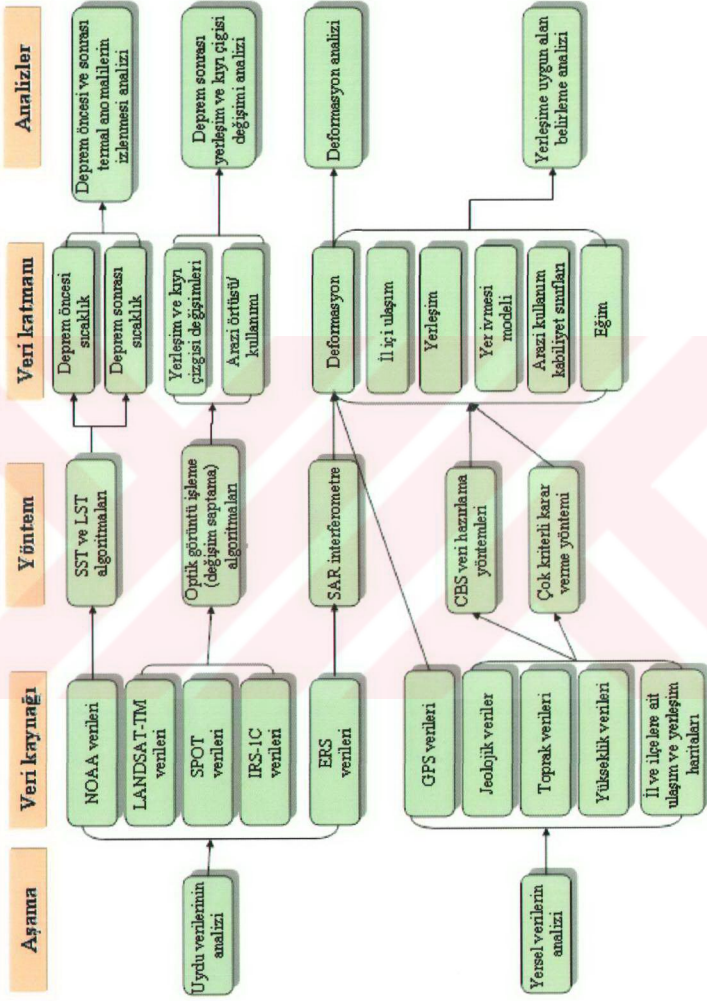 Aşama
Veri kaynağı
Yöntem
Veri katmanı
Analizler
Uydu verilerinin
analizi
NOAA verileri
LANDSAT-TM
verileri
SPOT
verileri
IRS-1C
verileri
ERS
verileri
SST ve LST
algoritmaları
Optik görüntü işleme
(değişim saptama)
algoritmaları
SAR interferometre
Deprem öncesi
sıcaklık
Deprem sonrası
sıcaklık
Yerleşim ve kıyı
çizgisi değişimleri
Arazi örtüsü/
kullanımı
Deprem öncesi ve sonrası
termal anomalilerin
izlenmesi analizi
Deprem sonrası
yerleşim ve kıyı çigisi
değişimi analizi
Deformasyon analizi
Yersel verilerin
analizi
GPS verileri
Jeolojik veriler
Toprak verileri
Yükseklik verileri
İl ve ilçelere ait
ulaşım ve yerleşim
haritaları
CBS veri hazırlama
yöntemleri
Çok kriterli karar
verme yöntemi
Deformasyon
İl içi ulaşım
Yerleşim
Yer ivmesi
modeli
Arazi kullanım
kabiliyet sınıfları
Eğim
Yerleşime uygun alan
belirleme analizi